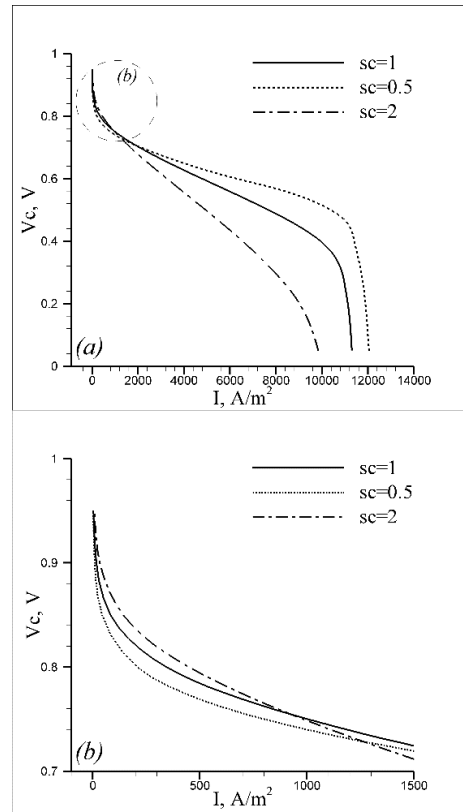 1
0.8
0.6
0.4
0.2
0
Vc, V
(b)
sc=1
sc=0.5
sc=2
(a)
0 2000 4000 6000 8000 10000 12000 14000
I, A/m²
1
0.9
0.8
0.7
Vc, V
sc=1
sc=0.5
sc=2
(b)
0 500 1000 1500
I, A/m²